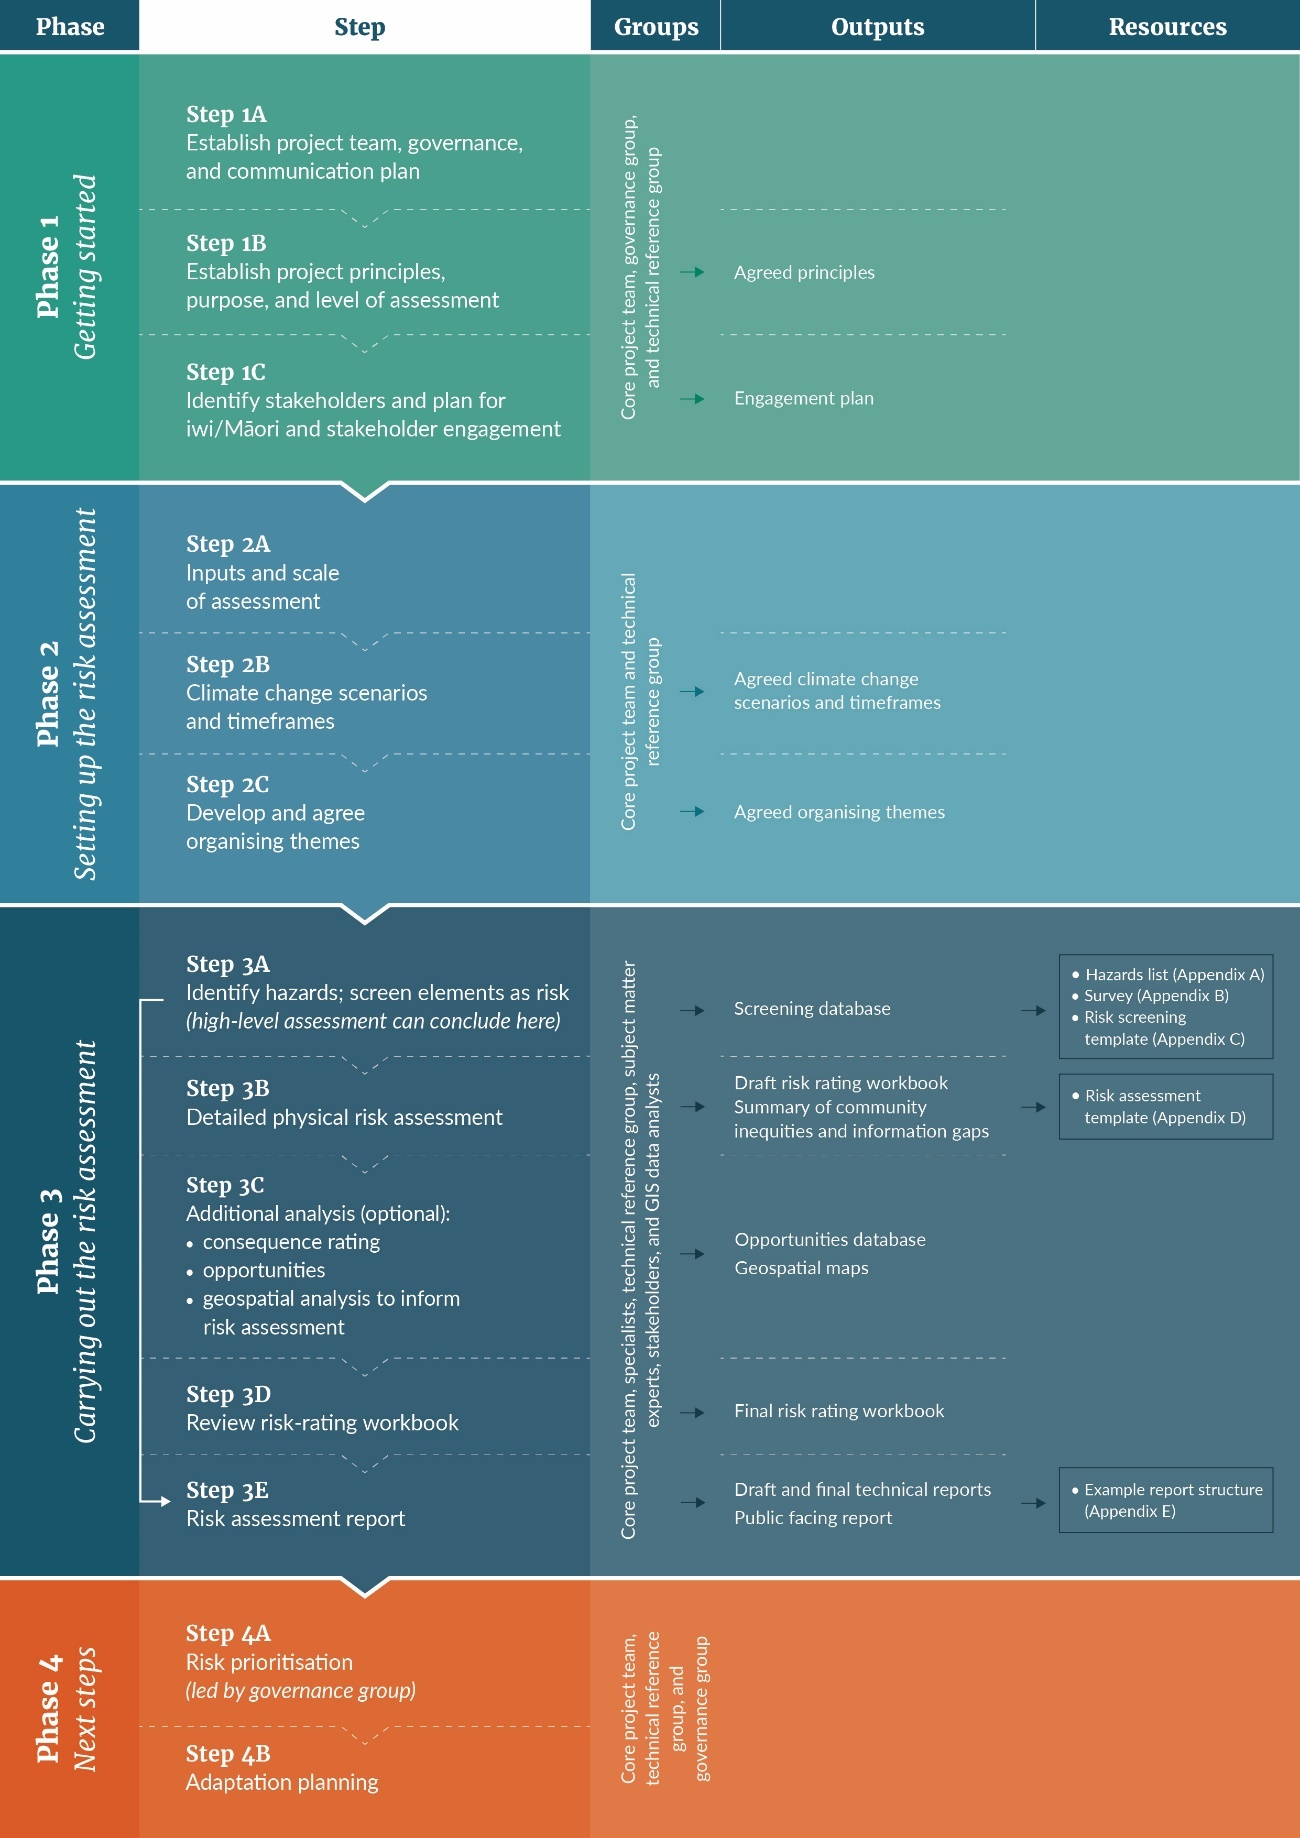 Phase
Step
Groups
Outputs
Resources
Phase 1
Getting started
Step 1A
Establish project team, governance,
and communication plan
Step 1B
Establish project principles,
purpose, and level of assessment
Step 1C
Identify stakeholders and plan for
iwi/Māori and stakeholder engagement
Core project team, governance group,
and technical reference group
Agreed principles
Engagement plan
Phase 2
Setting up the risk assessment
Step 2A
Inputs and scale
of assessment
Step 2B
Climate change scenarios
and timeframes
Step 2C
Develop and agree
organising themes
Core project team and technical
reference group
Agreed climate change
scenarios and timeframes
Agreed organising themes
Phase 3
Carrying out the risk assessment
Step 3A
Identify hazards; screen elements as risk
(high-level assessment can conclude here)
Step 3B
Detailed physical risk assessment
Step 3C
Additional analysis (optional):
• consequence rating
• opportunities
• geospatial analysis to inform
risk assessment
Step 3D
Review risk-rating workbook
Step 3E
Risk assessment report
Core project team, specialists, technical reference group, subject matter
experts, stakeholders, and GIS data analysts
Screening database
Draft risk rating workbook
Summary of community
inequities and information gaps
Opportunities database
Geospatial maps
Final risk rating workbook
Draft and final technical reports
Public facing report
• Hazards list (Appendix A)
• Survey (Appendix B)
• Risk screening
template (Appendix C)
• Risk assessment
template (Appendix D)
• Example report structure
(Appendix E)
Phase 4
Next steps
Step 4A
Risk prioritisation
(led by governance group)
Step 4B
Adaptation planning
Core project team,
technical reference
group, and
governance group